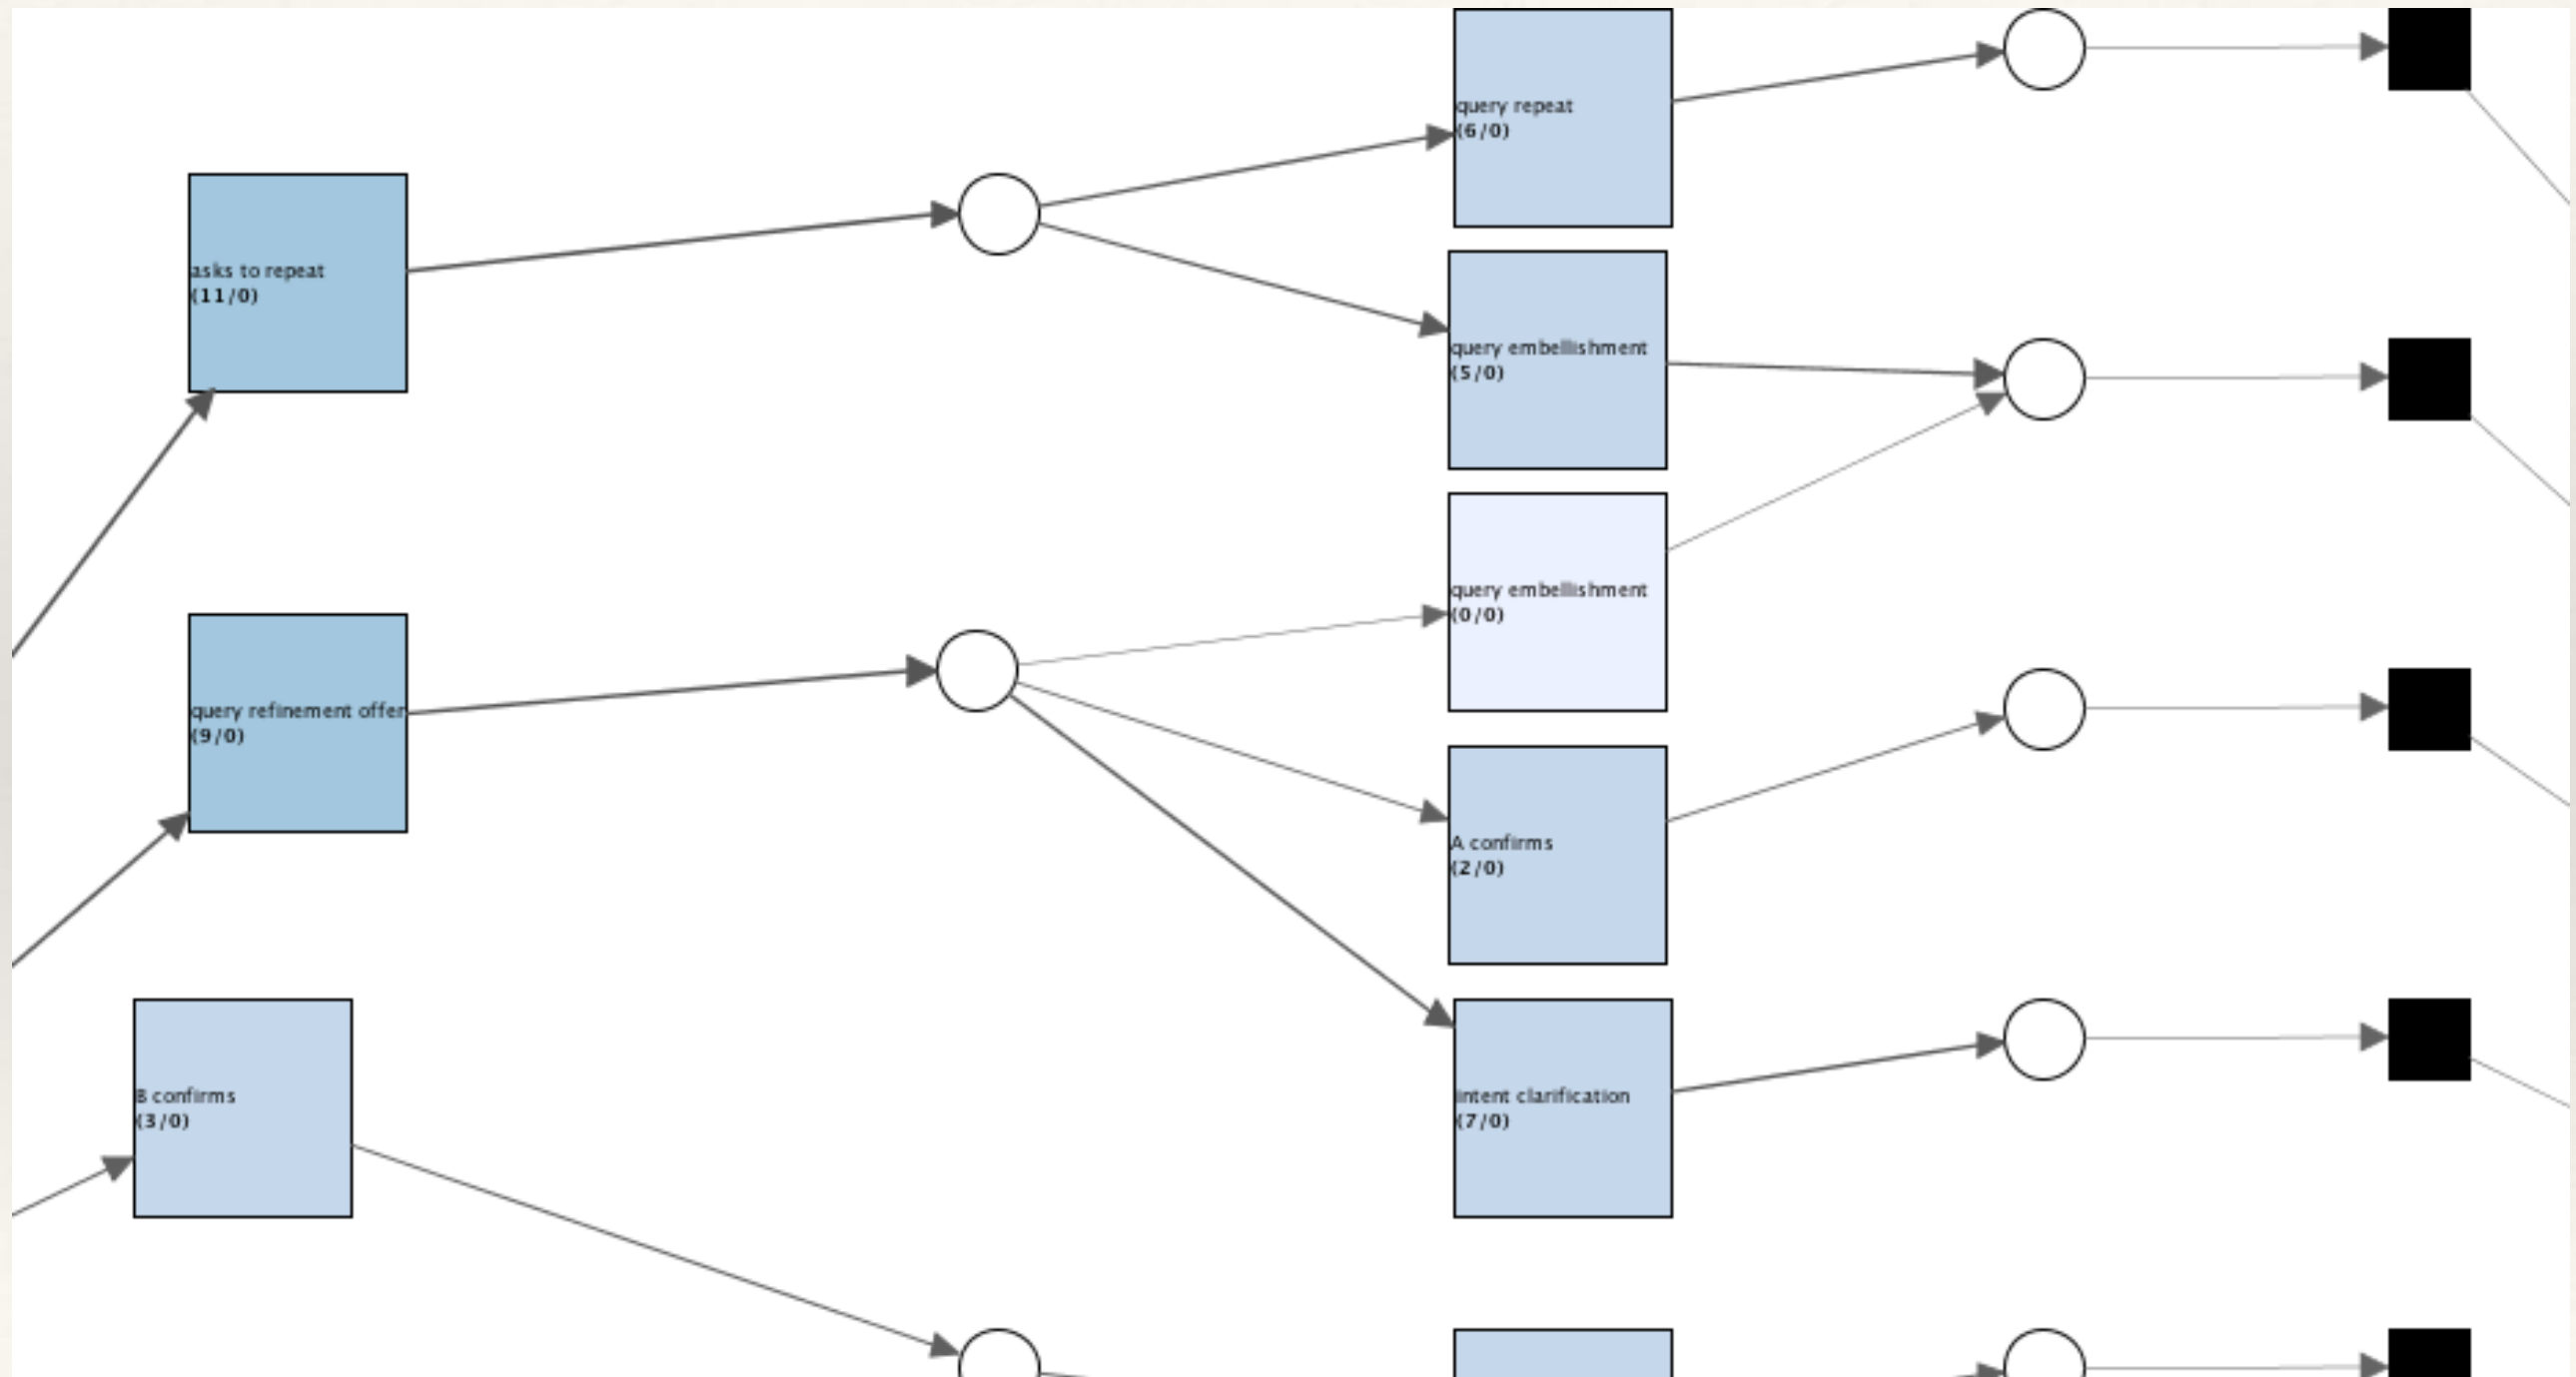 query repeat
(6/0)
asks to repeat
(11/0)
query embellishment
(5/0)
query embellishment
(0/0)
query refinement offer
(9/0)
A confirms
(2/0)
B confirms
(3/0)
intent clarification
(7/0)